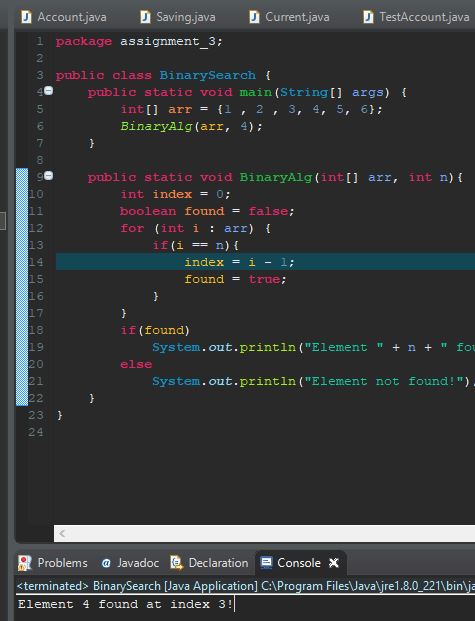 Account.java Saving.java Current.java TestAccount.java
1 package assignment_3;
2
3 public class BinarySearch {
4 public static void main(String[] args) {
5 int[] arr = {1 , 2 , 3, 4, 5, 6};
6 BinaryAlg(arr, 4);
7 }
8
9 public static void BinaryAlg(int[] arr, int n){
10 int index = 0;
11 boolean found = false;
12 for (int i : arr) {
13 if(i == n){
14 index = i - 1;
15 found = true;
16 }
17 }
18 if(found)
19 System.out.println("Element " + n + " fou
20 else
21 System.out.println("Element not found!")
22 }
23 }
24
Problems @ Javadoc Declaration Console
<terminated> BinarySearch [Java Application] C:\Program Files\Java\jre1.8.0_221\bin\ja
Element 4 found at index 3!